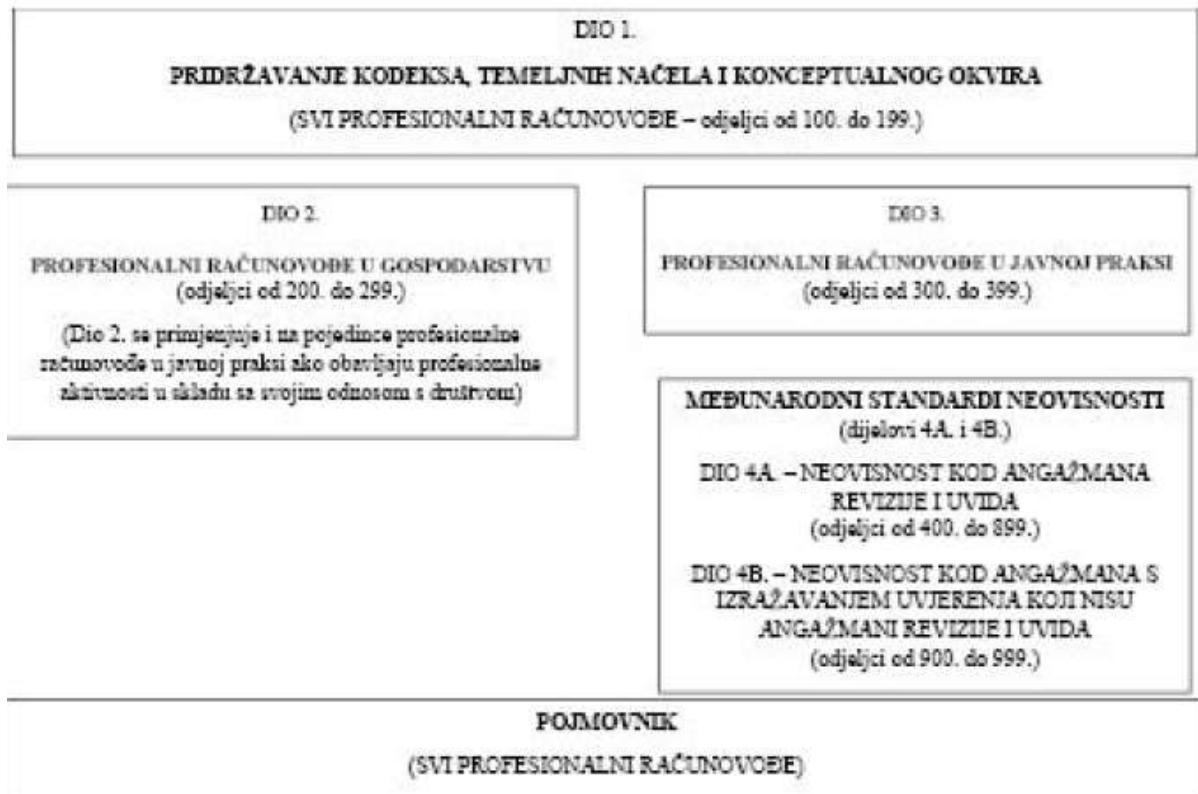 DIO 1.
PRIDRŽAVANJE KODEKSA, TEMELJNIH NAČELA I KONCEPTUALNOG OKVIRA
(SVI PROFESIONALNI RAČUNOVOĐE – odjeljci od 100. do 199.)
DIO 2.
PROFESIONALNI RAČUNOVOĐE U GOSPODARSTVU
(odjeljci od 200. do 299.)
(Dio 2. se primjenjuje i na pojedince profesionalne
računovođe u javnoj praksi ako obavljaju profesionalne
aktivnosti u skladu sa svojim odnosom s društvom)
DIO 3.
PROFESIONALNI RAČUNOVOĐE U JAVNOJ PRAKSI
(odjeljci od 300. do 399.)
MEĐUNARODNI STANDARDI NEOVISNOSTI
(dijelovi 4A. i 4B.)
DIO 4A. – NEOVISNOST KOD ANGAŽMANA
REVIZIJE I UVIDA
(odjeljci od 400. do 899.)
DIO 4B. – NEOVISNOST KOD ANGAŽMANA S
IZRAŽAVANJEM UVJERENJA KOJI NISU
ANGAŽMANI REVIZIJE I UVIDA
(odjeljci od 900. do 999.)
POJMOVNIK
(SVI PROFESIONALNI RAČUNOVOĐE)